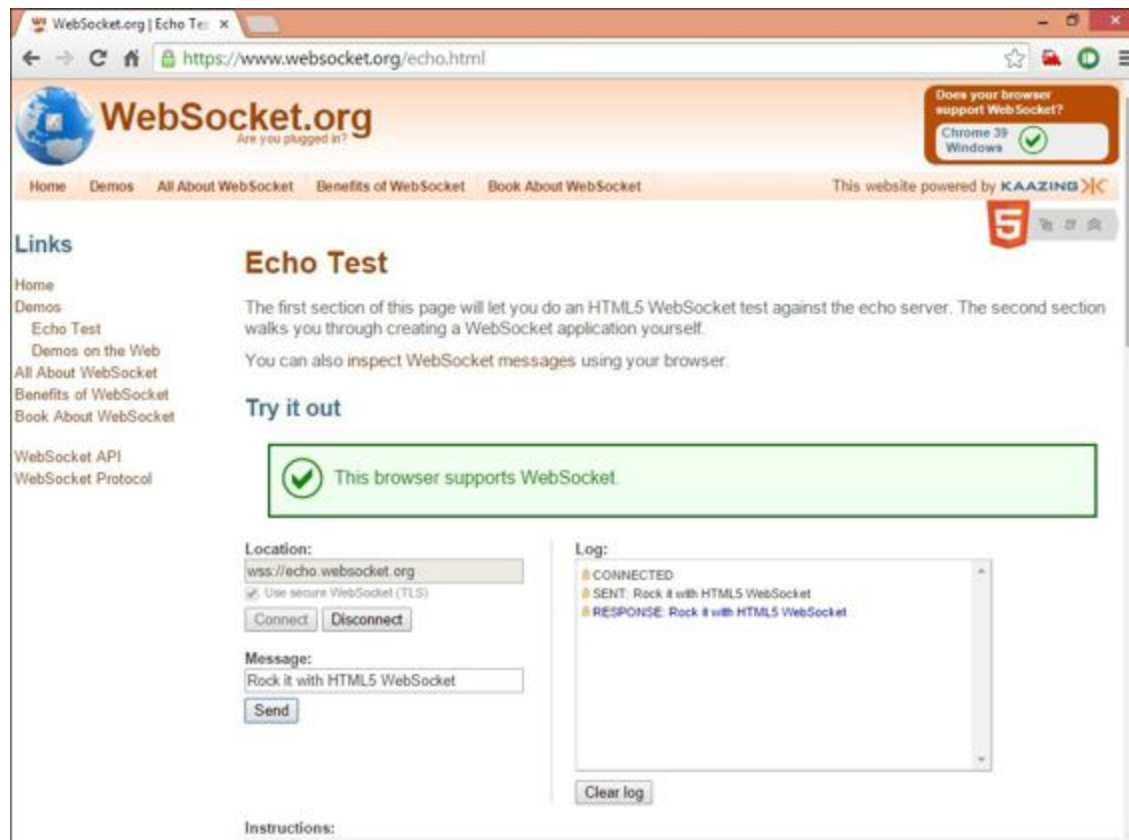 WebSocket.org | Echo Te
https://www.websocket.org/echo.html
WebSocket.org
Are you plugged in?
Does your browser
support WebSocket?
Chrome 39
Windows
Home Demos All About WebSocket Benefits of WebSocket Book About WebSocket
This website powered by KAAZING
5
Links
Home
Demos
Echo Test
Demos on the Web
All About WebSocket
Benefits of WebSocket
Book About WebSocket
WebSocket API
WebSocket Protocol
Echo Test
The first section of this page will let you do an HTML5 WebSocket test against the echo server. The second section
walks you through creating a WebSocket application yourself.
You can also inspect WebSocket messages using your browser.
Try it out
This browser supports WebSocket.
Location:
wss://echo.websocket.org
Use secure WebSocket (TLS)
Connect Disconnect
Message:
Rock it with HTML5 WebSocket
Send
Log:
CONNECTED
SENT: Rock it with HTML5 WebSocket
RESPONSE: Rock it with HTML5 WebSocket
Clear log
Instructions: